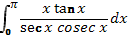 ∫₀^π (x tan x)/(sec x cosec x) dx